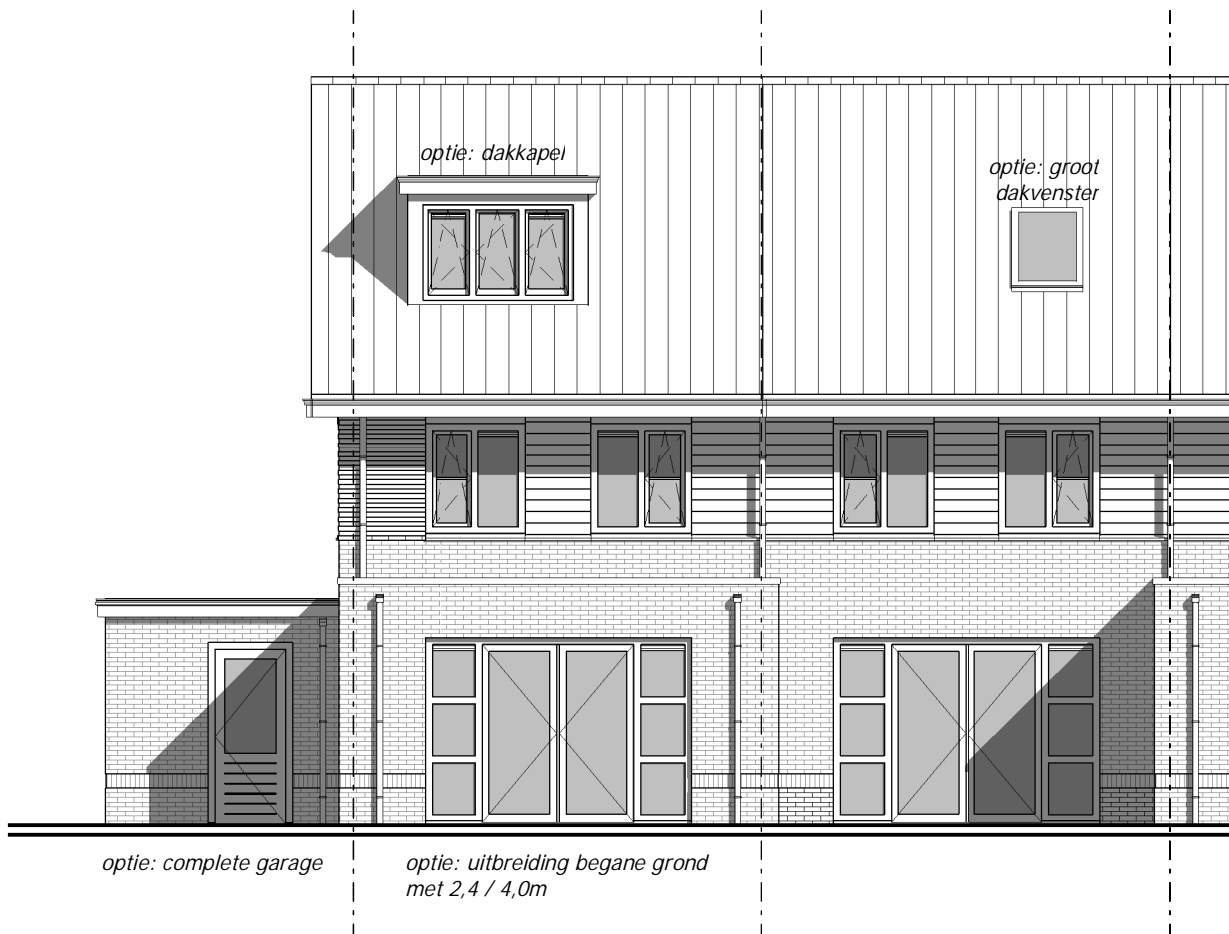 optie: dakkapel
optie: groot
dakvenster
optie: complete garage
optie: uitbreiding begane grond
met 2,4 / 4,0m